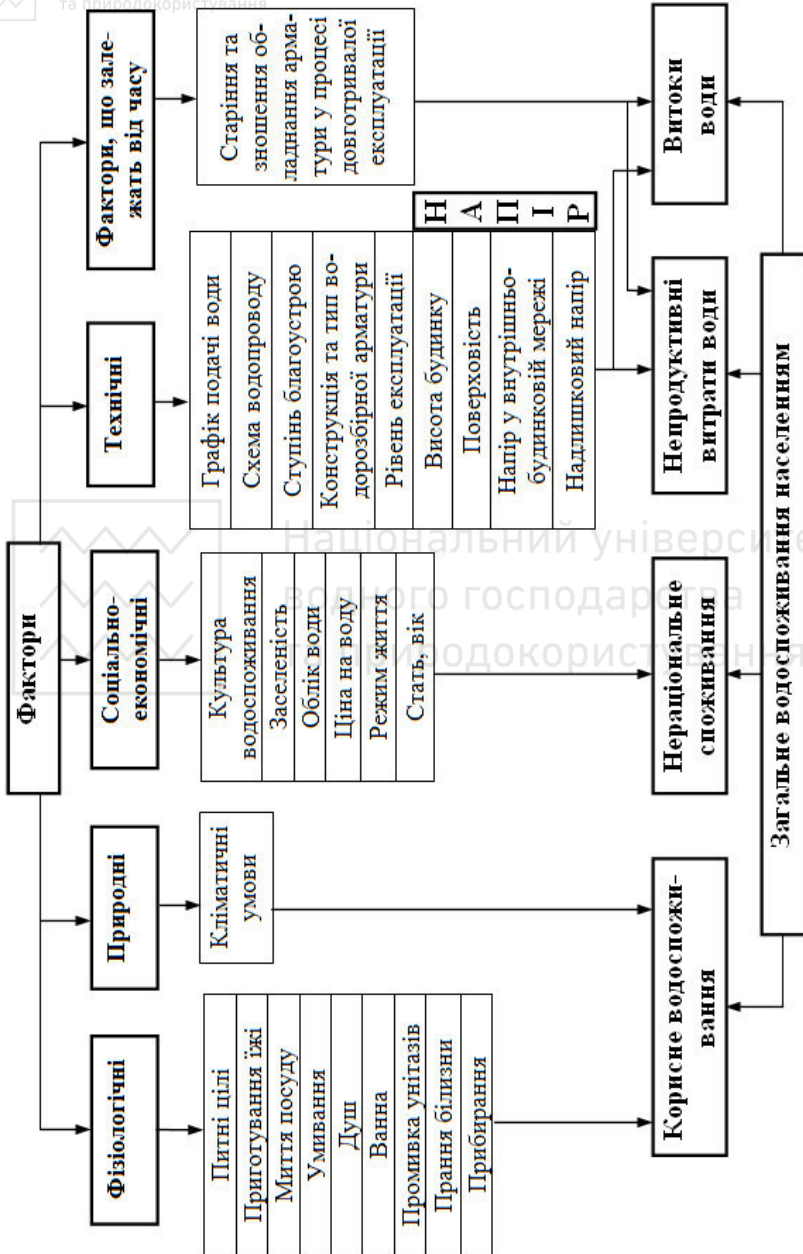 Фактори
Фізіологічні
Природні
Соціально-
економічні
Технічні
Фактори, що зале-
жать від часу
Питні цілі
Приготування їжі
Миття посуду
Умивання
Душ
Ванна
Промивка унітазів
Прання білизни
Прибирання
Кліматичні
умови
Культура
водоспоживання
Заселеність
Облік води
Ціна на воду
Режим життя
Стать, вік
Графік подачі води
Схема водопроводу
Ступінь благоустрою
Конструкція та тип во-
дорозбірної арматури
Рівень експлуатації
Висота будинку
Поверховість
Напір у внутрішньо-
будинковій мережі
Надлишковий напір
НАПІР
Старіння та
зношення об-
ладнання арма-
тури у процесі
довготривалої
експлуатації
Корисне водоспожи-
вання
Нераціональне
споживання
Непродуктивні
витрати води
Витоки
води
Загальне водоспоживання населенням
та природокористування
Національний університе
водного господарства
та природокористування